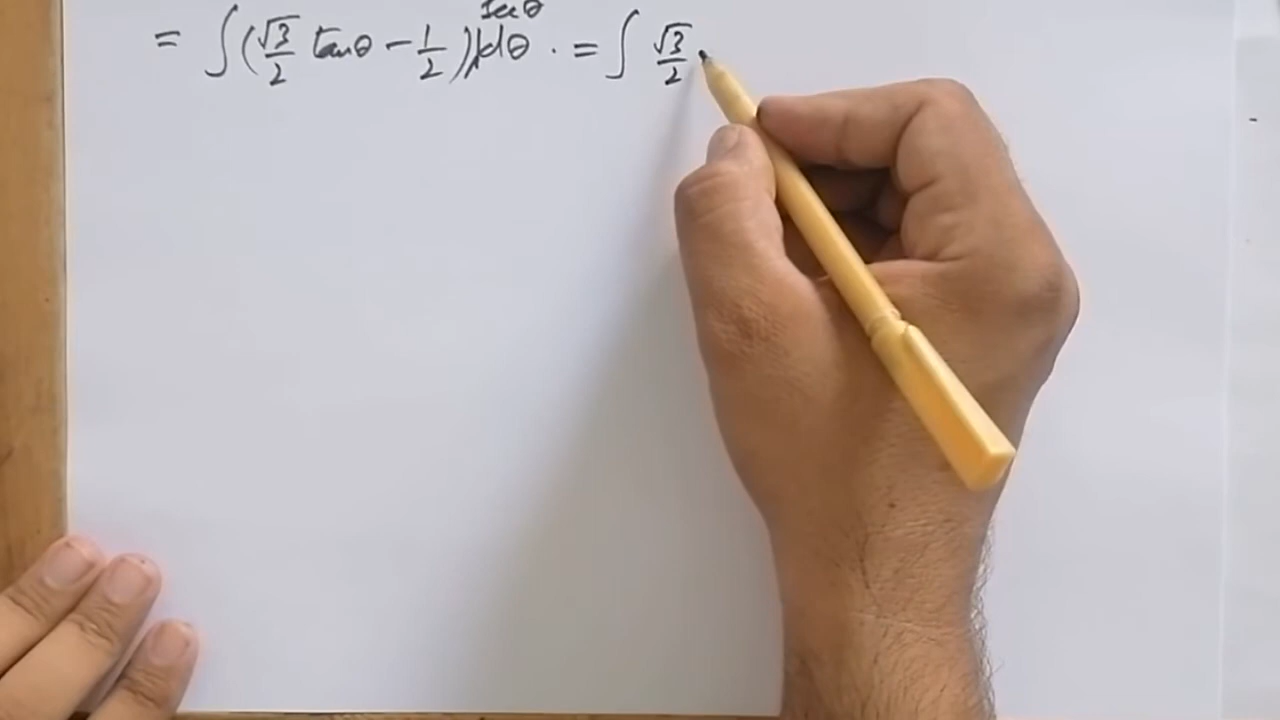 = ∫(√3/2 tanθ − 1/2) secθ dθ . = ∫ √3/2